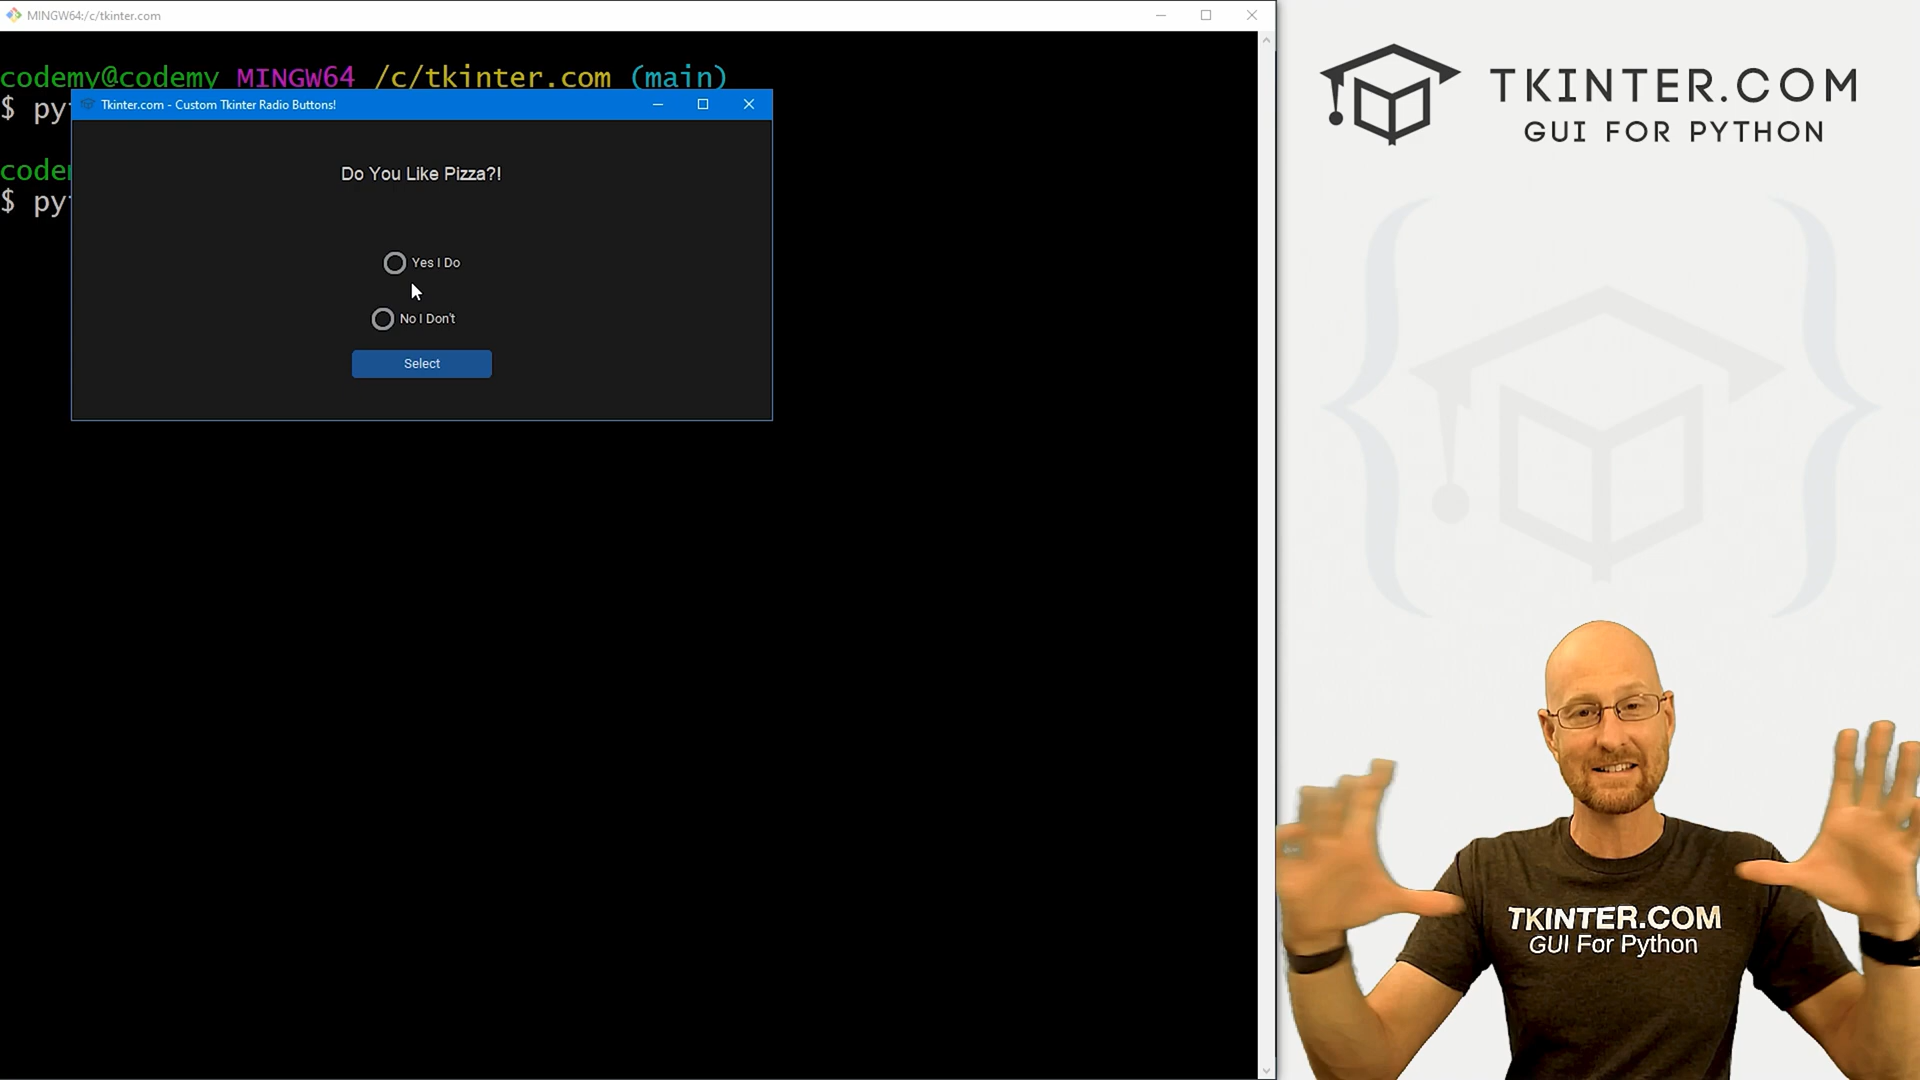 MINGW64:/c/tkinter.com
codemy@codemy MINGW64 /c/tkinter.com (main)
$ py
Tkinter.com - Custom Tkinter Radio Buttons!
Do You Like Pizza?!
code
$ py
Yes I Do
No I Don't
Select
TKINTER.COM
GUI FOR PYTHON
TKINTER.COM
GUI For Python